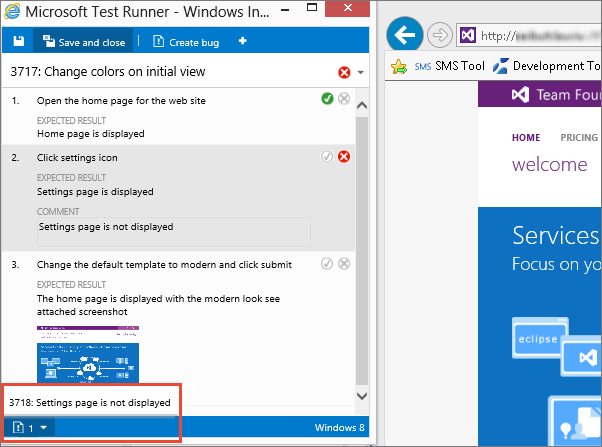 Microsoft Test Runner - Windows In...
Save and close
Create bug
3717: Change colors on initial view
1. Open the home page for the web site
EXPECTED RESULT
Home page is displayed
2. Click settings icon
EXPECTED RESULT
Settings page is displayed
COMMENT
Settings page is not displayed
3. Change the default template to modern and click submit
EXPECTED RESULT
The home page is displayed with the modern look see
attached screenshot
3718: Settings page is not displayed
1
Windows 8
http://
SMS SMS Tool
Development To
Team Foun
HOME PRICING
welcome
Services
Focus on yo
eclipse